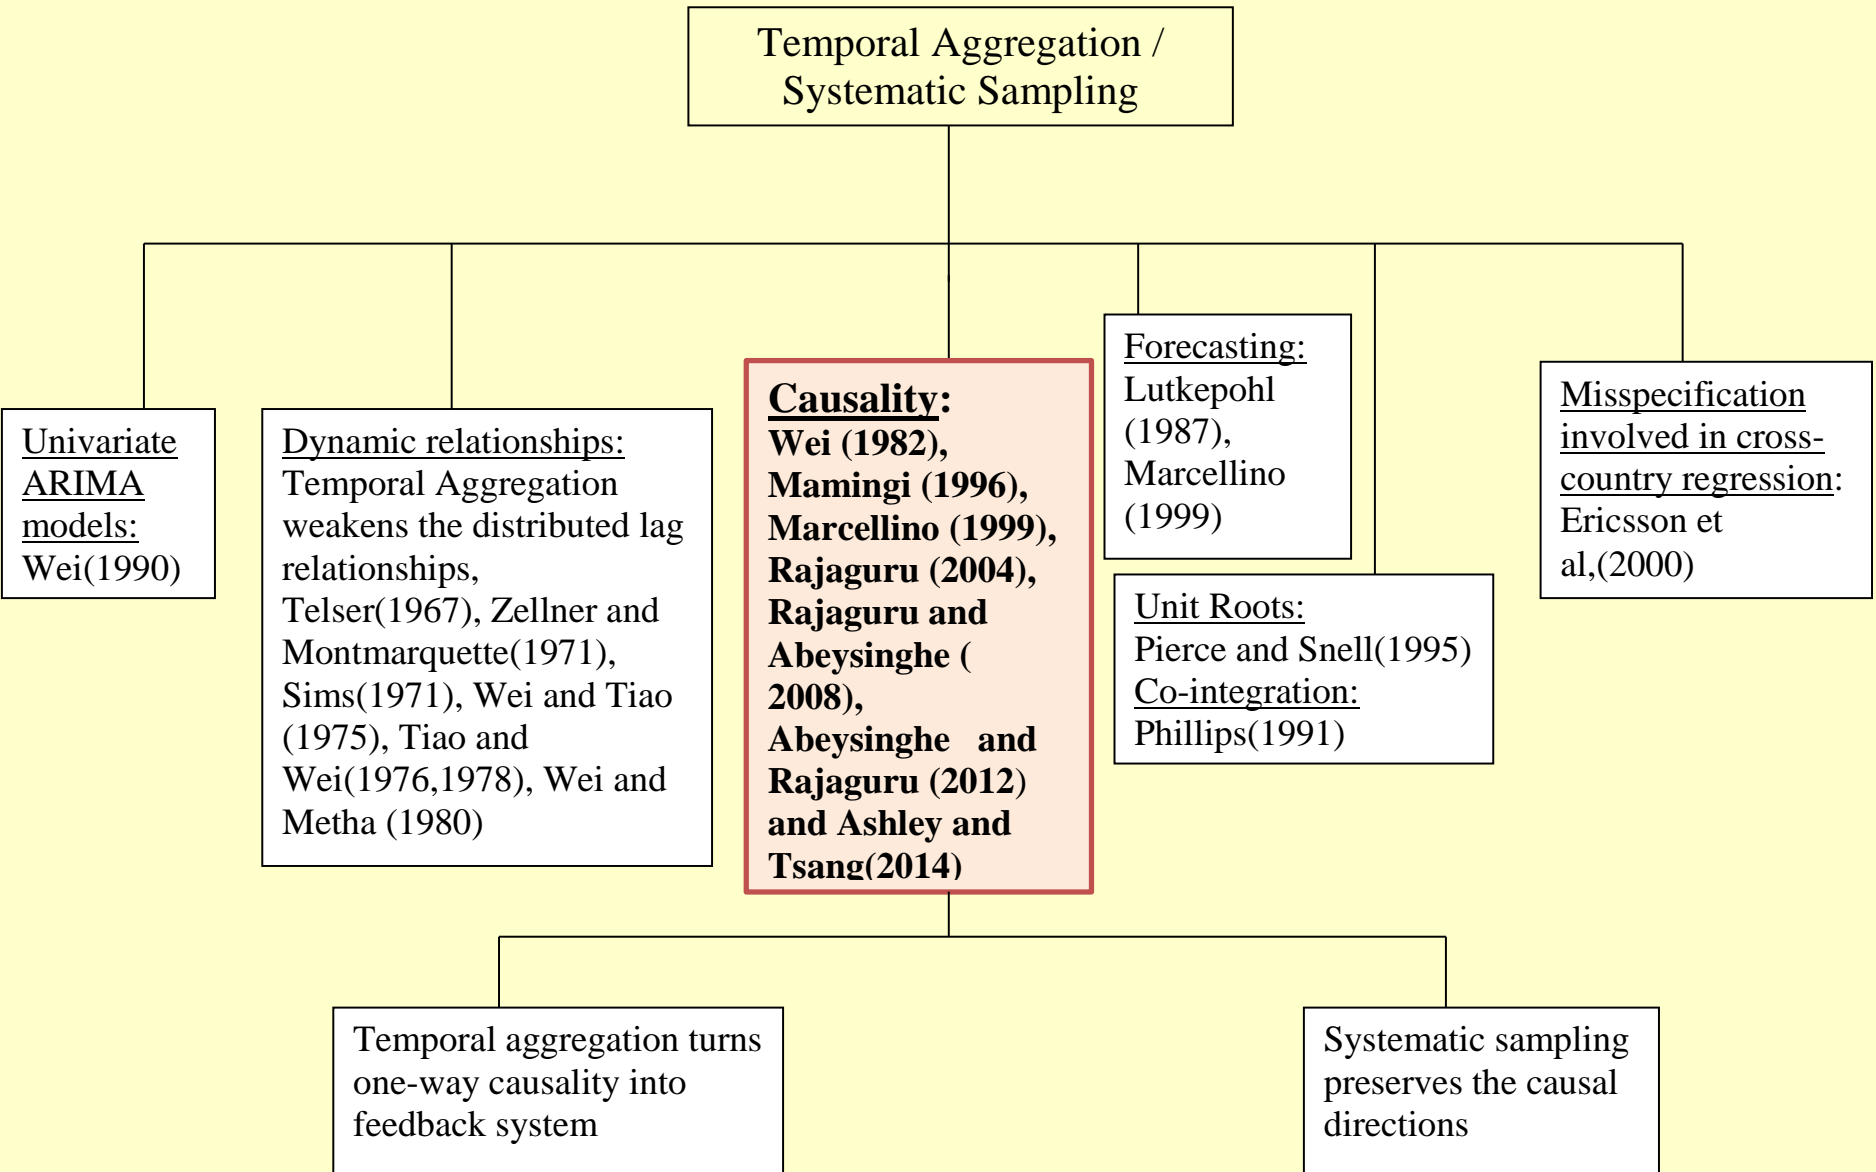 Temporal Aggregation /
Systematic Sampling
Univariate
ARIMA
models:
Wei(1990)
Dynamic relationships:
Temporal Aggregation
weakens the distributed lag
relationships,
Telser(1967), Zellner and
Montmarquette(1971),
Sims(1971), Wei and Tiao
(1975), Tiao and
Wei(1976,1978), Wei and
Metha (1980)
Causality:
Wei (1982),
Mamingi (1996),
Marcellino (1999),
Rajaguru (2004),
Rajaguru and
Abeysinghe (
2008),
Abeysinghe and
Rajaguru (2012)
and Ashley and
Tsang(2014)
Forecasting:
Lutkepohl
(1987),
Marcellino
(1999)
Unit Roots:
Pierce and Snell(1995)
Co-integration:
Phillips(1991)
Misspecification
involved in cross-
country regression:
Ericsson et
al,(2000)
Temporal aggregation turns
one-way causality into
feedback system
Systematic sampling
preserves the causal
directions